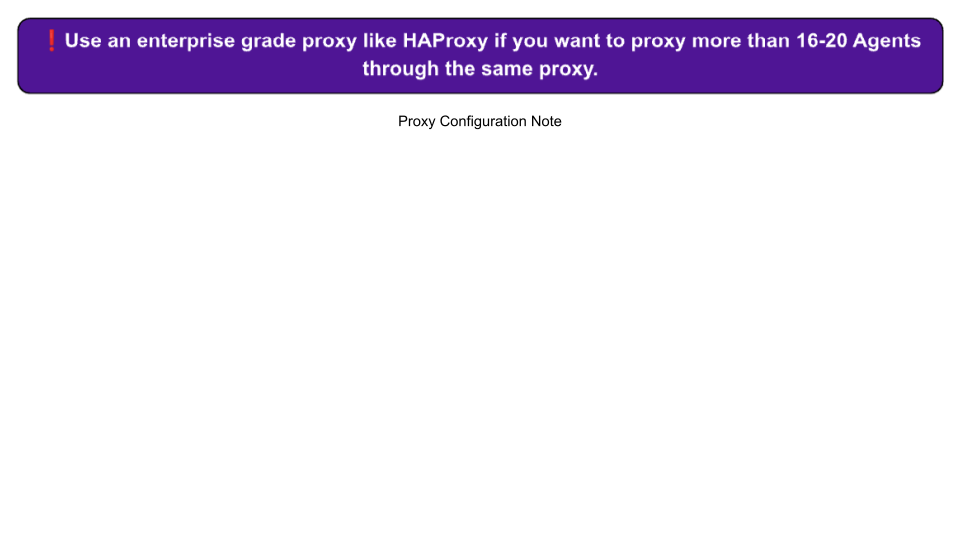 ❗Use an enterprise grade proxy like HAProxy if you want to proxy more than 16-20 Agents
through the same proxy.
Proxy Configuration Note